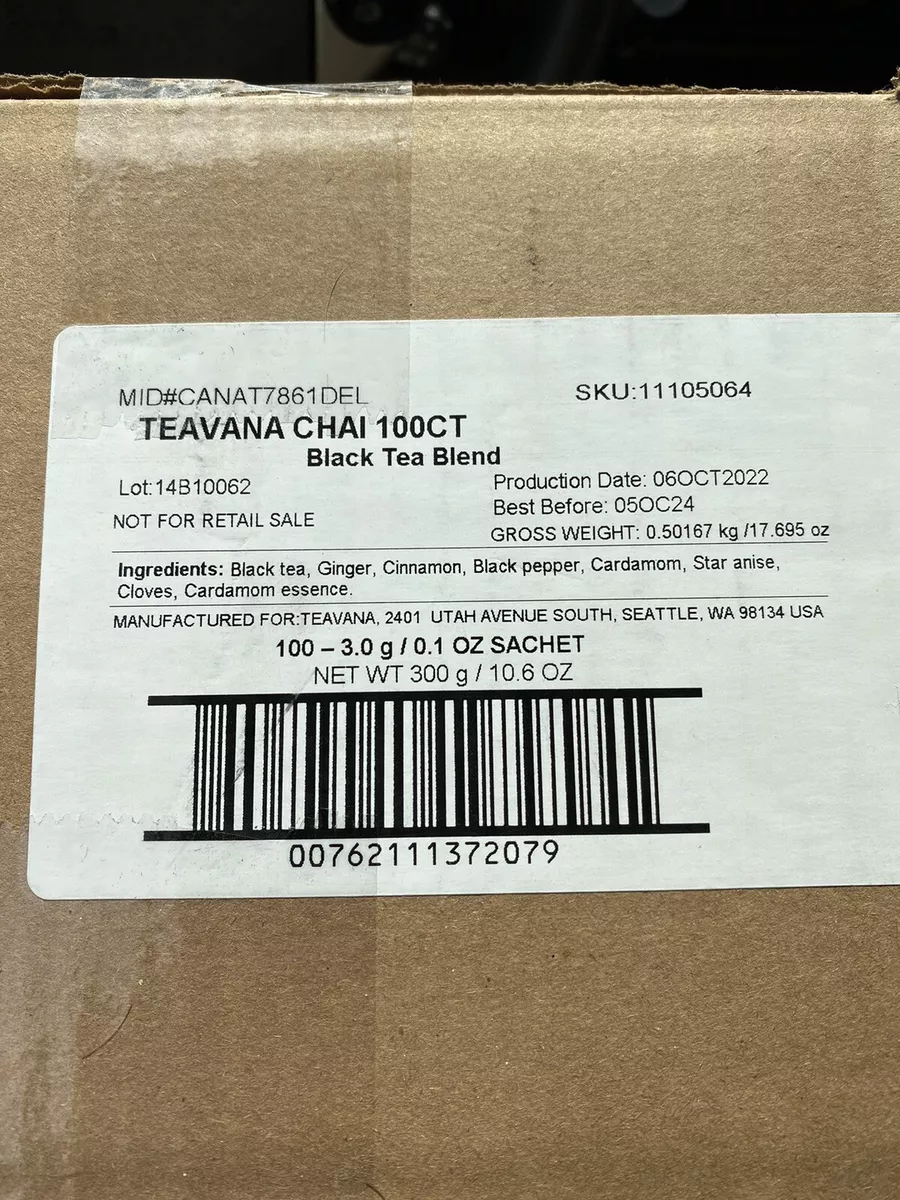 MID#CANAT7861DEL
SKU:11105064
TEAVANA CHAI 100CT
Black Tea Blend
Lot:14B10062
Production Date: 06OCT2022
Best Before: 05OC24
NOT FOR RETAIL SALE
GROSS WEIGHT: 0.50167 kg /17.695 oz
Ingredients: Black tea, Ginger, Cinnamon, Black pepper, Cardamom, Star anise,
Cloves, Cardamom essence.
MANUFACTURED FOR:TEAVANA, 2401 UTAH AVENUE SOUTH, SEATTLE, WA 98134 USA
100 – 3.0 g / 0.1 OZ SACHET
NET WT 300 g / 10.6 OZ
00762111372079